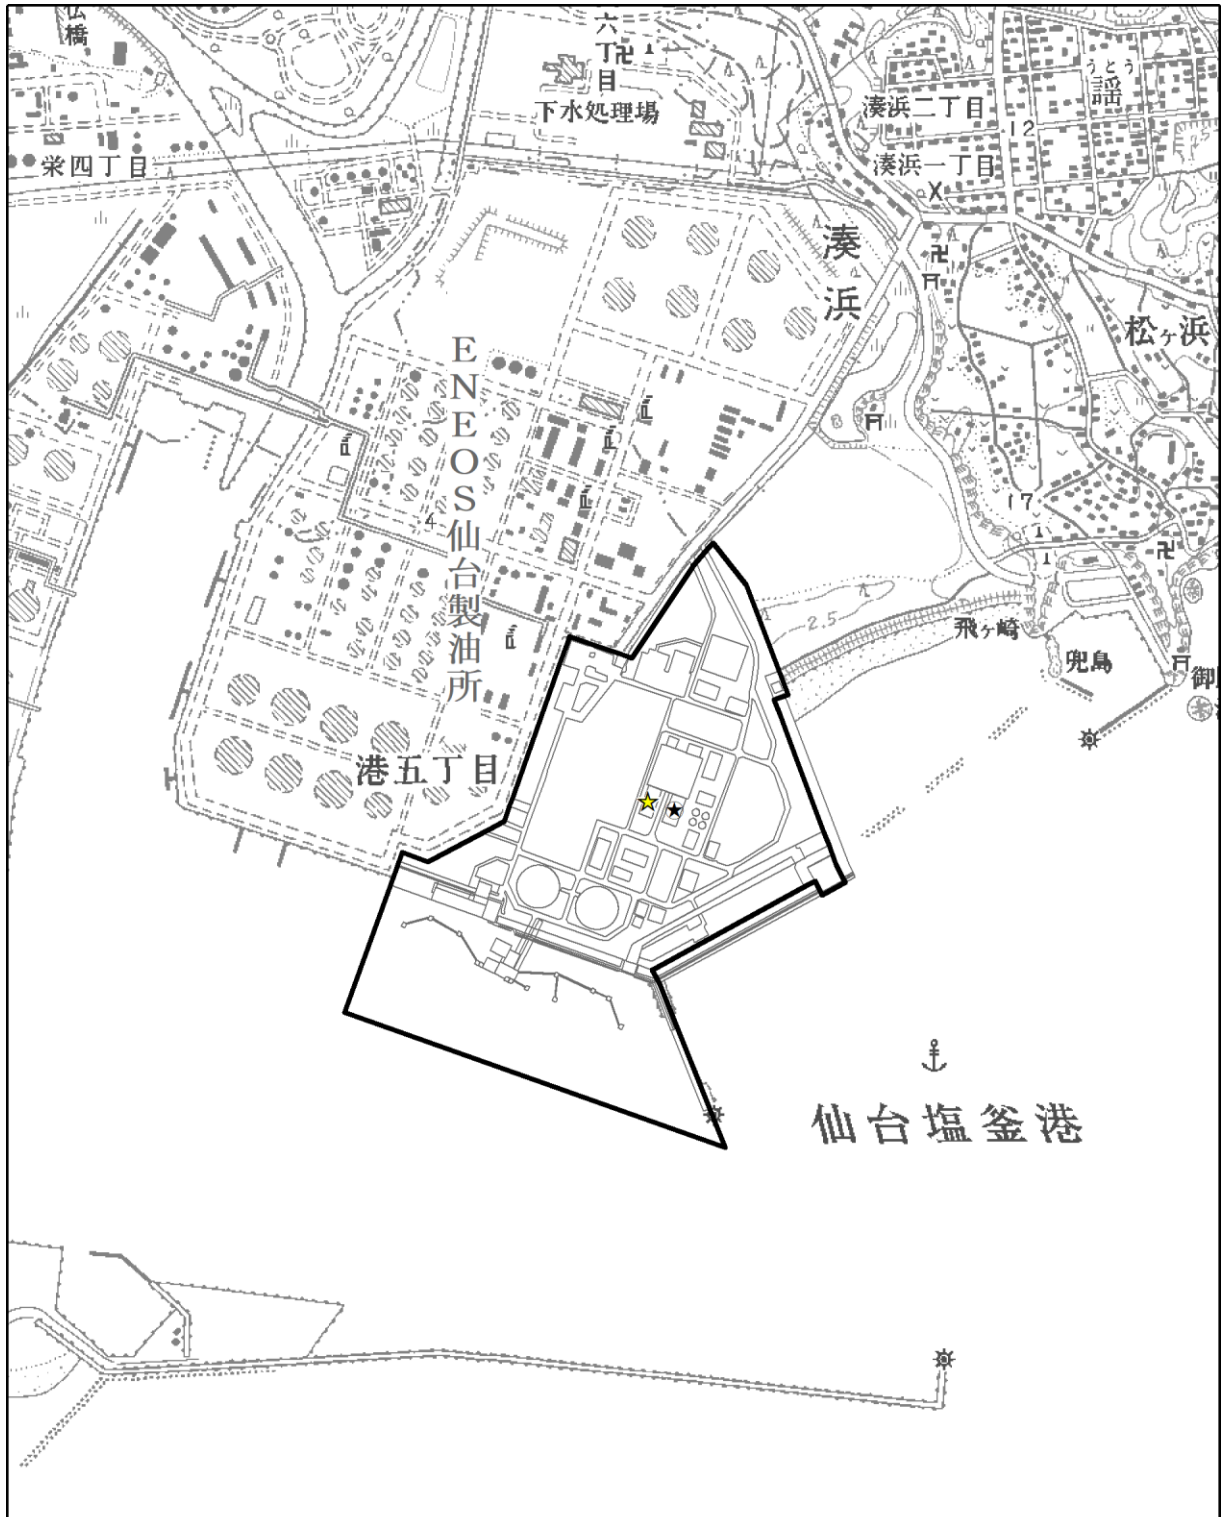 橋
六丁目
下水処理場
栄四丁目
うとう
謡
湊浜二丁目
12
湊浜一丁目
湊浜
松ヶ浜
ENEOS仙台製油所
4
17
2.5
飛ヶ崎
兜島
御
港五丁目
仙台塩釜港